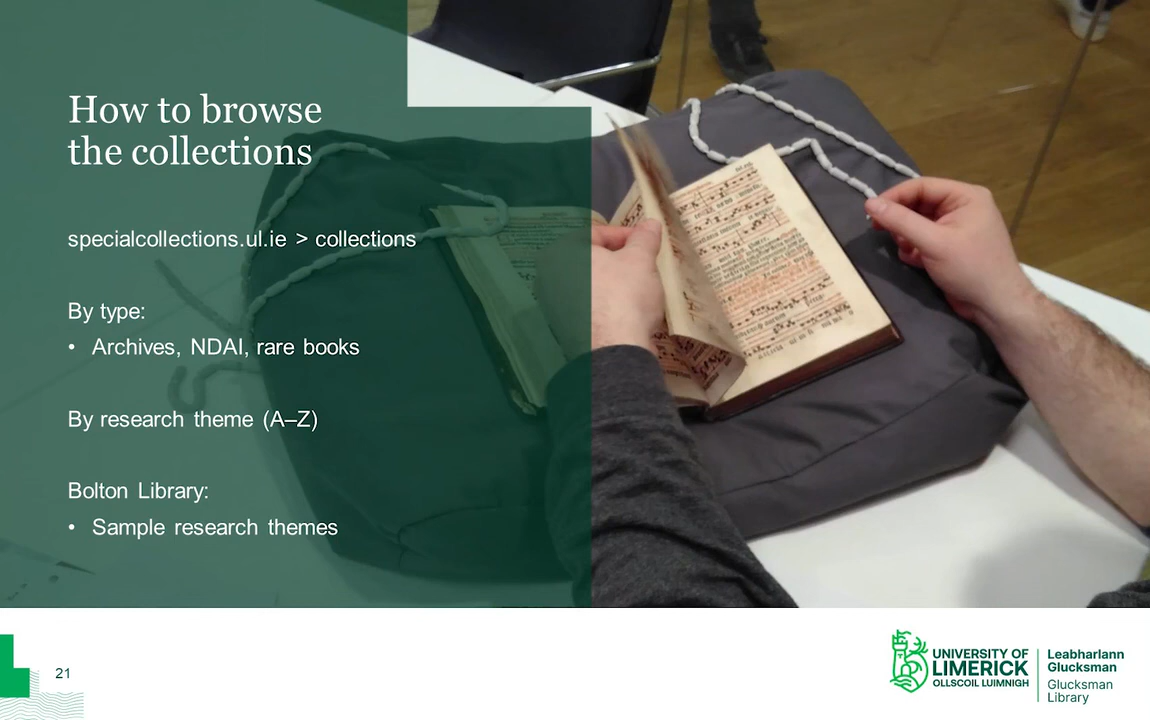 How to browse
the collections
specialcollections.ul.ie > collections
By type:
• Archives, NDAI, rare books
By research theme (A–Z)
Bolton Library:
• Sample research themes
21
UNIVERSITY OF
LIMERICK
OLLSCOIL LUIMNIGH
Leabharlann
Glucksman
Glucksman
Library